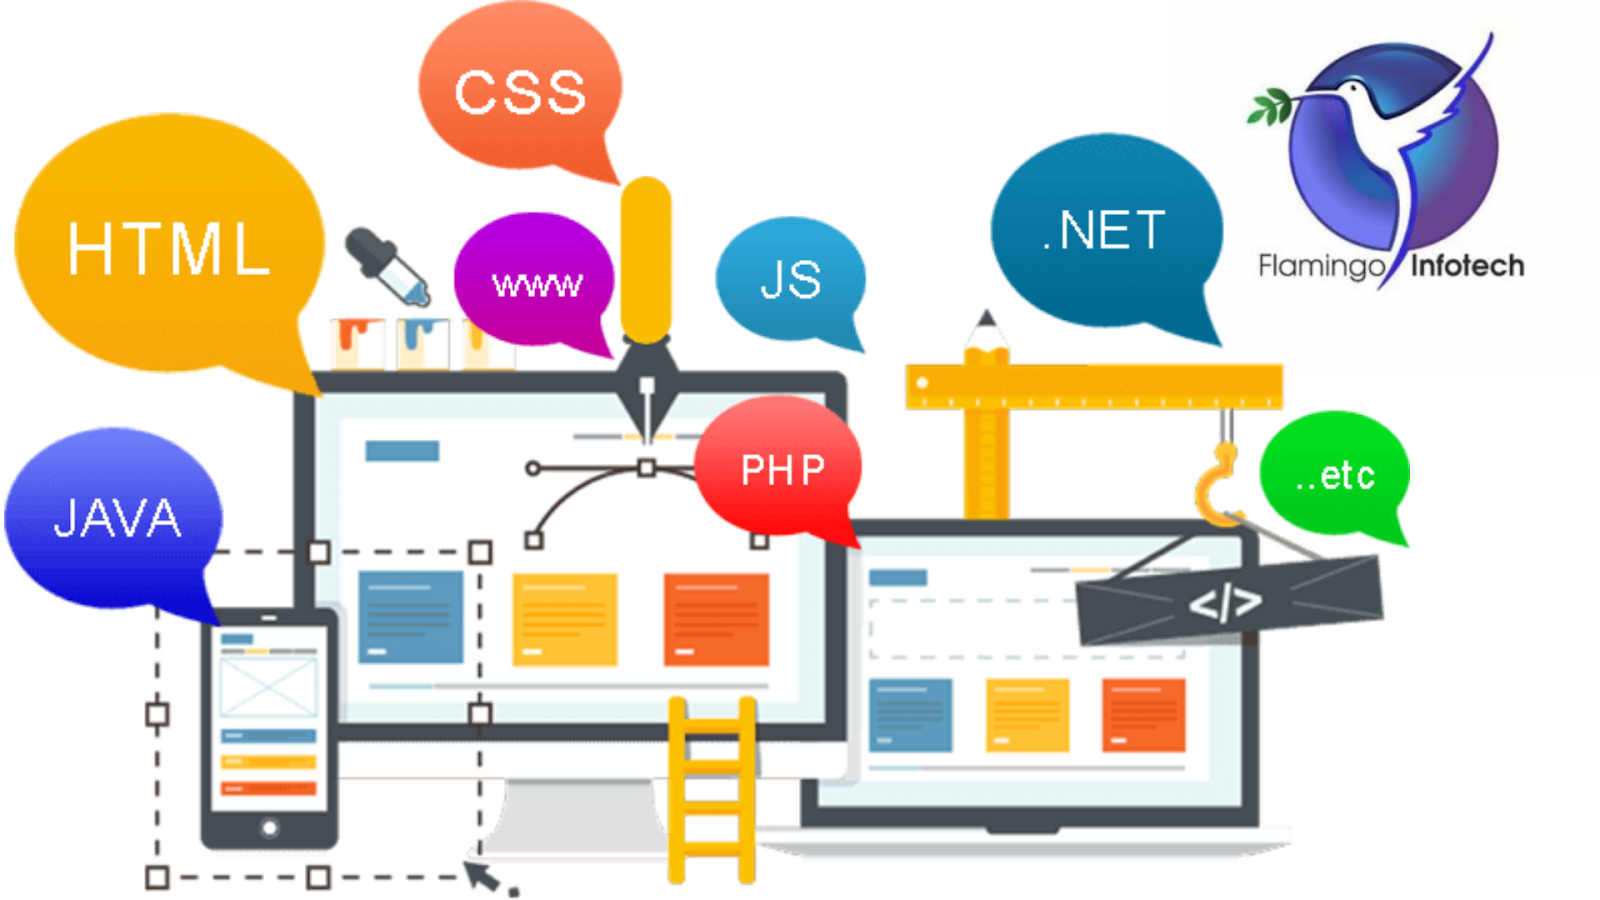 CSS
HTML
www
JS
.NET
Flamingo Infotech
JAVA
PHP
..etc
</>